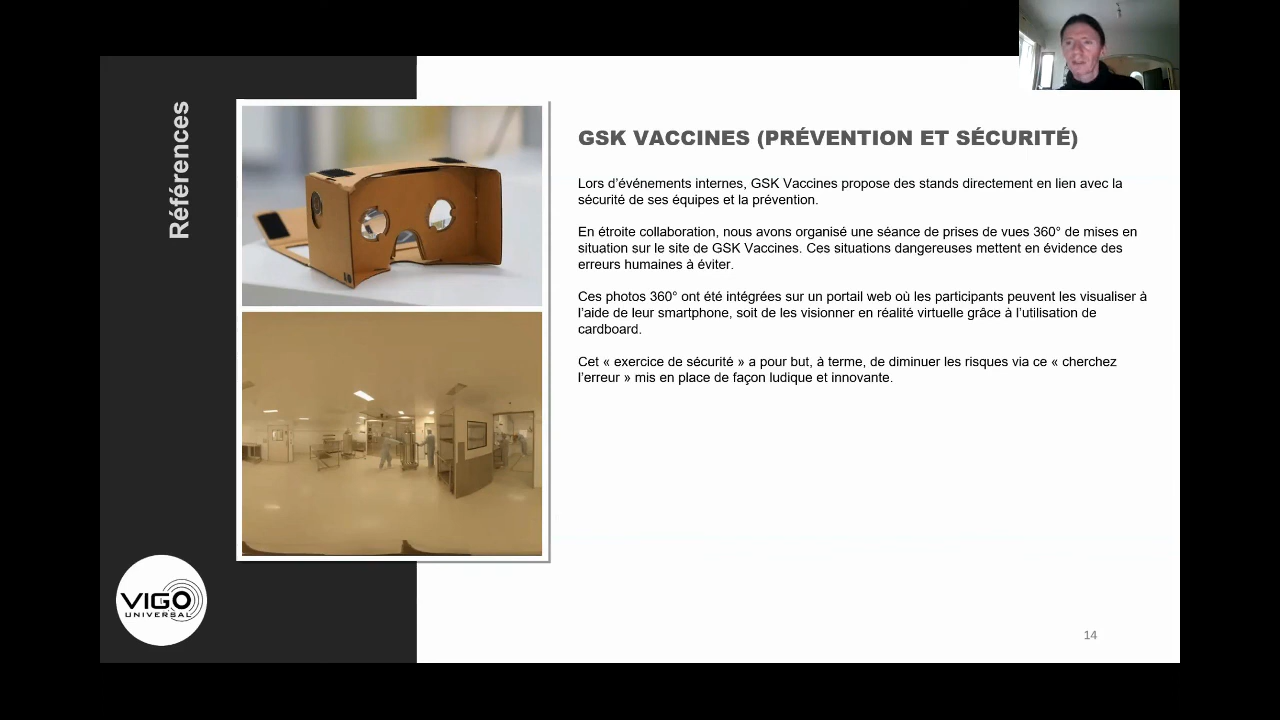 Références
GSK VACCINES (PRÉVENTION ET SÉCURITÉ)
Lors d’événements internes, GSK Vaccines propose des stands directement en lien avec la
sécurité de ses équipes et la prévention.
En étroite collaboration, nous avons organisé une séance de prises de vues 360° de mises en
situation sur le site de GSK Vaccines. Ces situations dangereuses mettent en évidence des
erreurs humaines à éviter.
Ces photos 360° ont été intégrées sur un portail web où les participants peuvent les visualiser à
l’aide de leur smartphone, soit de les visionner en réalité virtuelle grâce à l’utilisation de
cardboard.
Cet « exercice de sécurité » a pour but, à terme, de diminuer les risques via ce « cherchez
l’erreur » mis en place de façon ludique et innovante.
VIGO
UNIVERSAL
14